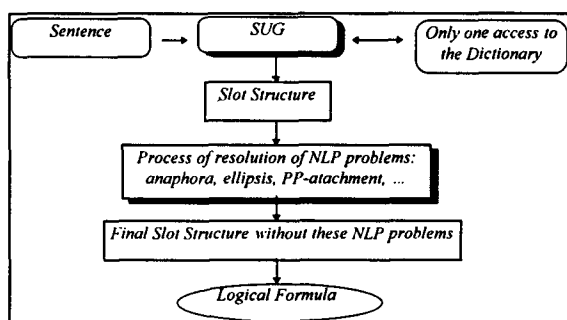 Sentence
SUG
Only one access to
the Dictionary
Slot Structure
Process of resolution of NLP problems:
anaphora, ellipsis, PP-atachment, ...
Final Slot Structure without these NLP problems
Logical Formula